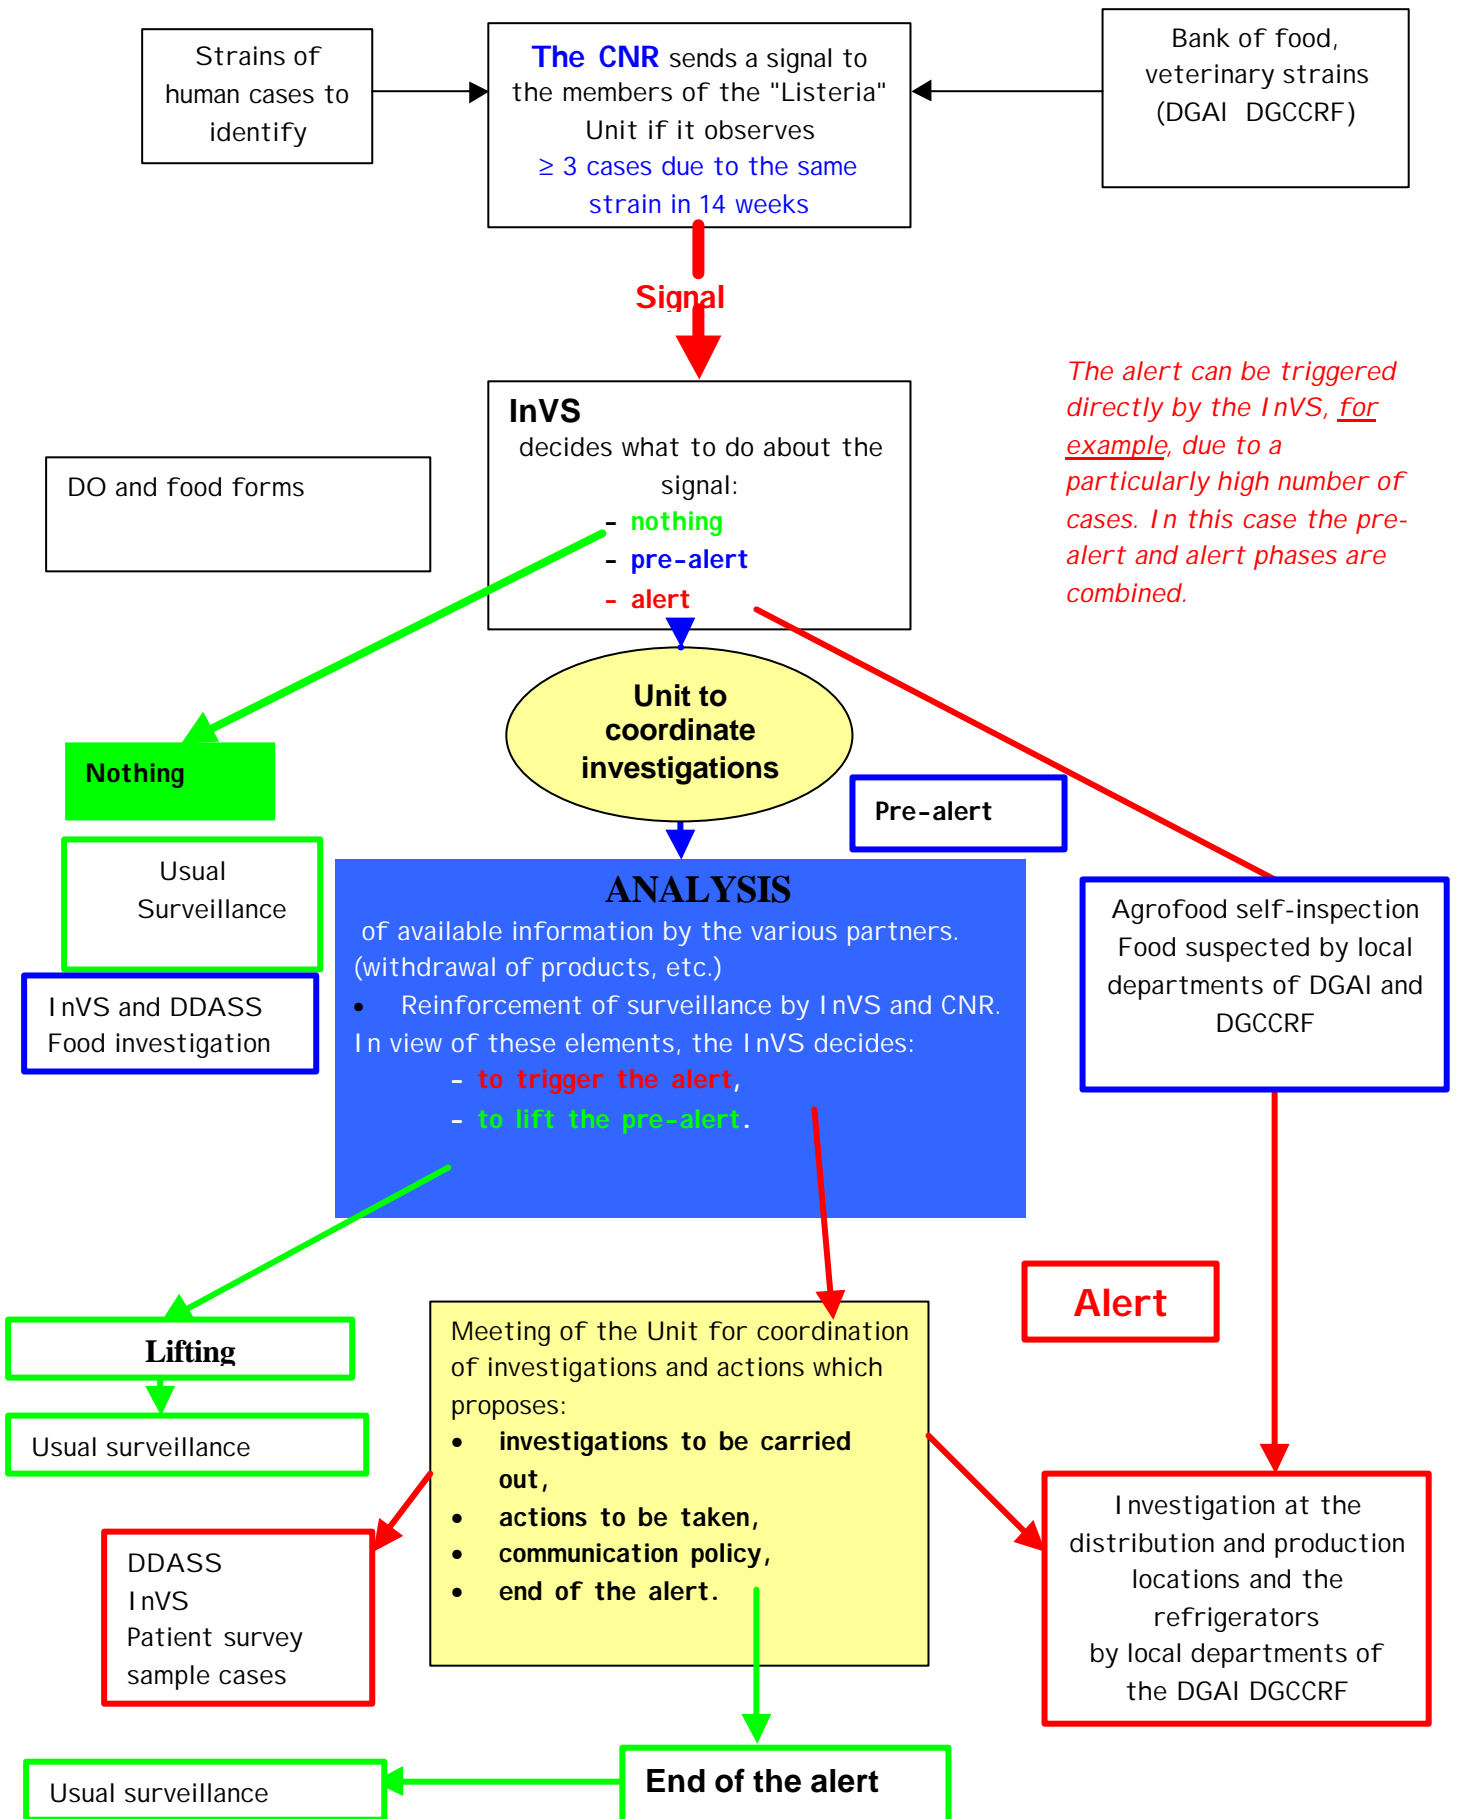 Strains of
human cases to
identify
The CNR sends a signal to
the members of the "Listeria"
Unit if it observes
≥ 3 cases due to the same
strain in 14 weeks
Bank of food,
veterinary strains
(DGAl DGCCRF)
Signal
The alert can be triggered
directly by the InVS, for
example, due to a
particularly high number of
cases. In this case the pre-
alert and alert phases are
combined.
InVS
decides what to do about the
signal:
- nothing
- pre-alert
- alert
DO and food forms
Unit to
coordinate
investigations
Nothing
Pre-alert
Usual
Surveillance
InVS and DDASS
Food investigation
ANALYSIS
of available information by the various partners.
(withdrawal of products, etc.)
• Reinforcement of surveillance by InVS and CNR.
In view of these elements, the InVS decides:
- to trigger the alert,
- to lift the pre-alert.
Agrofood self-inspection
Food suspected by local
departments of DGAl and
DGCCRF
Alert
Lifting
Usual surveillance
Meeting of the Unit for coordination
of investigations and actions which
proposes:
• investigations to be carried
out,
• actions to be taken,
• communication policy,
• end of the alert.
DDASS
InVS
Patient survey
sample cases
Investigation at the
distribution and production
locations and the
refrigerators
by local departments of
the DGAl DGCCRF
End of the alert
Usual surveillance